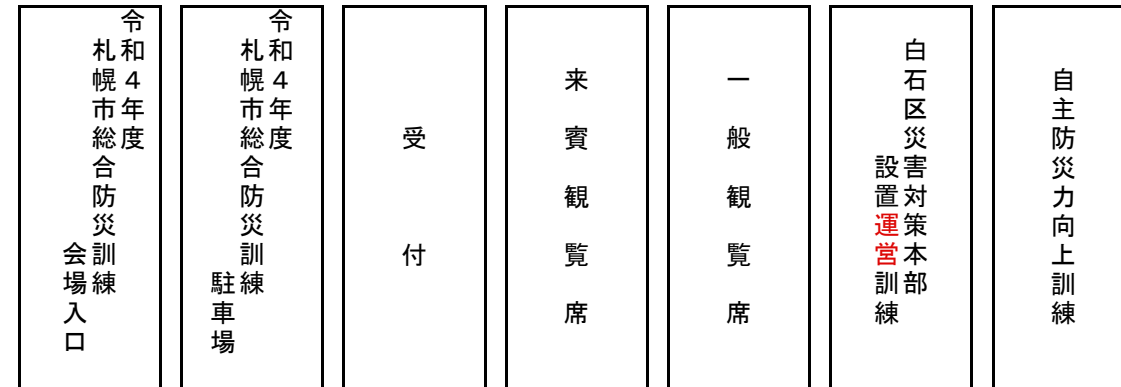 令和４年度
札幌市総合防災訓練
会場入口
令和４年度
札幌市総合防災訓練
駐車場
受付
来賓観覧席
一般観覧席
白石区災害対策本部
設置運営訓練
自主防災力向上訓練